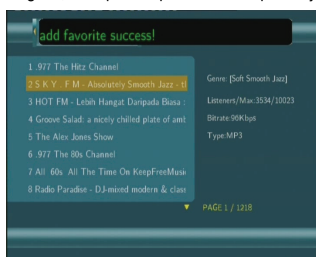 add favorite success!
1 .977 The Hitz Channel
2 S K Y . F M - Absolutely Smooth Jazz - t
3 HOT FM - Lebih Hangat Daripada Biasa :
4 Groove Salad: a nicely chilled plate of amb
5 The Alex Jones Show
6 .977 The 80s Channel
7 All 60s All The Time On KeepFreeMusi
8 Radio Paradise - DJ-mixed modern & class
Genre: [Soft Smooth Jazz]
Listeners/Max:3534/10023
Bitrate:96Kbps
Type:MP3
PAGE 1 / 1218